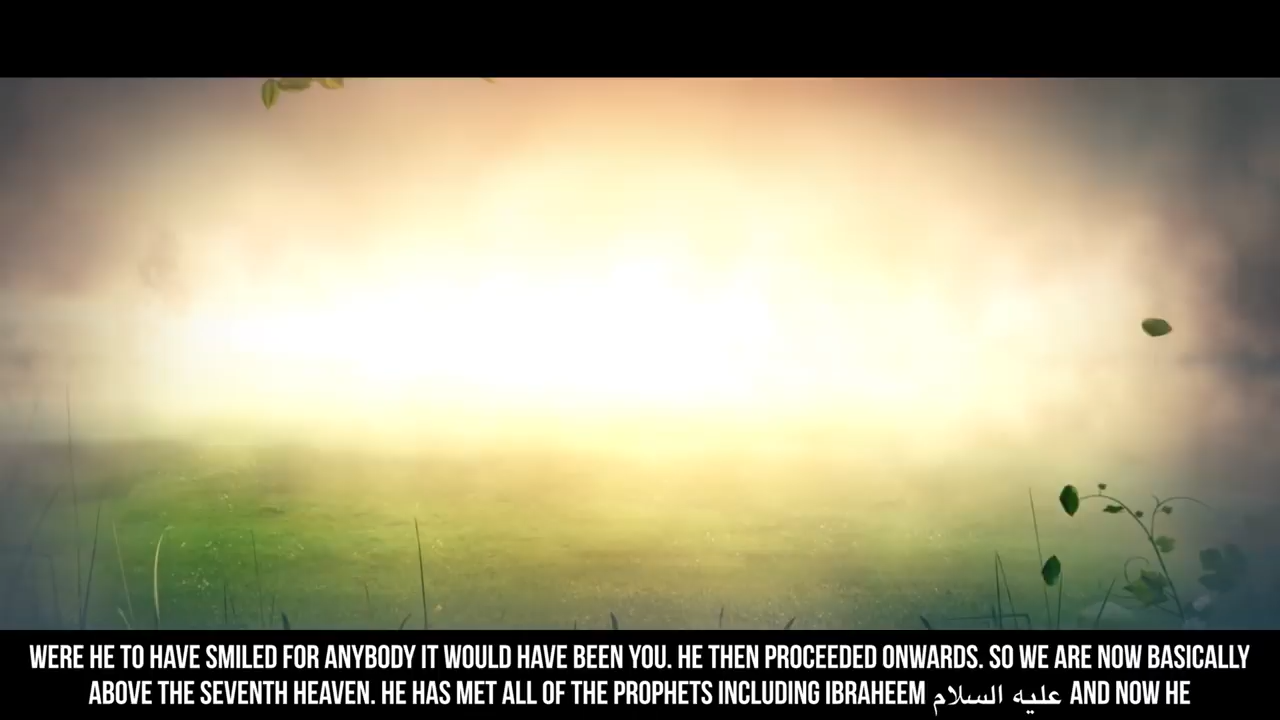 WERE HE TO HAVE SMILED FOR ANYBODY IT WOULD HAVE BEEN YOU. HE THEN PROCEEDED ONWARDS. SO WE ARE NOW BASICALLY
ABOVE THE SEVENTH HEAVEN. HE HAS MET ALL OF THE PROPHETS INCLUDING IBRAHEEM عليه السلام AND NOW HE